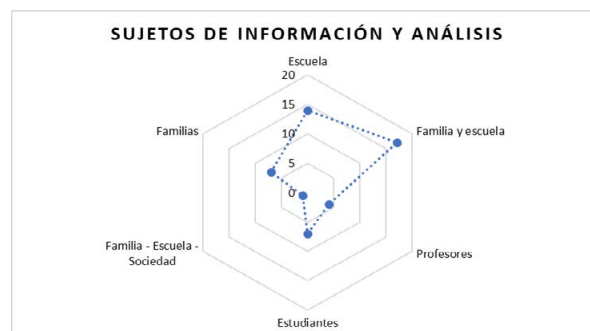 SUJETOS DE INFORMACIÓN Y ANÁLISIS
Escuela
20
15
10
5
0
Familias
Familia y escuela
Familia - Escuela -
Sociedad
Profesores
Estudiantes